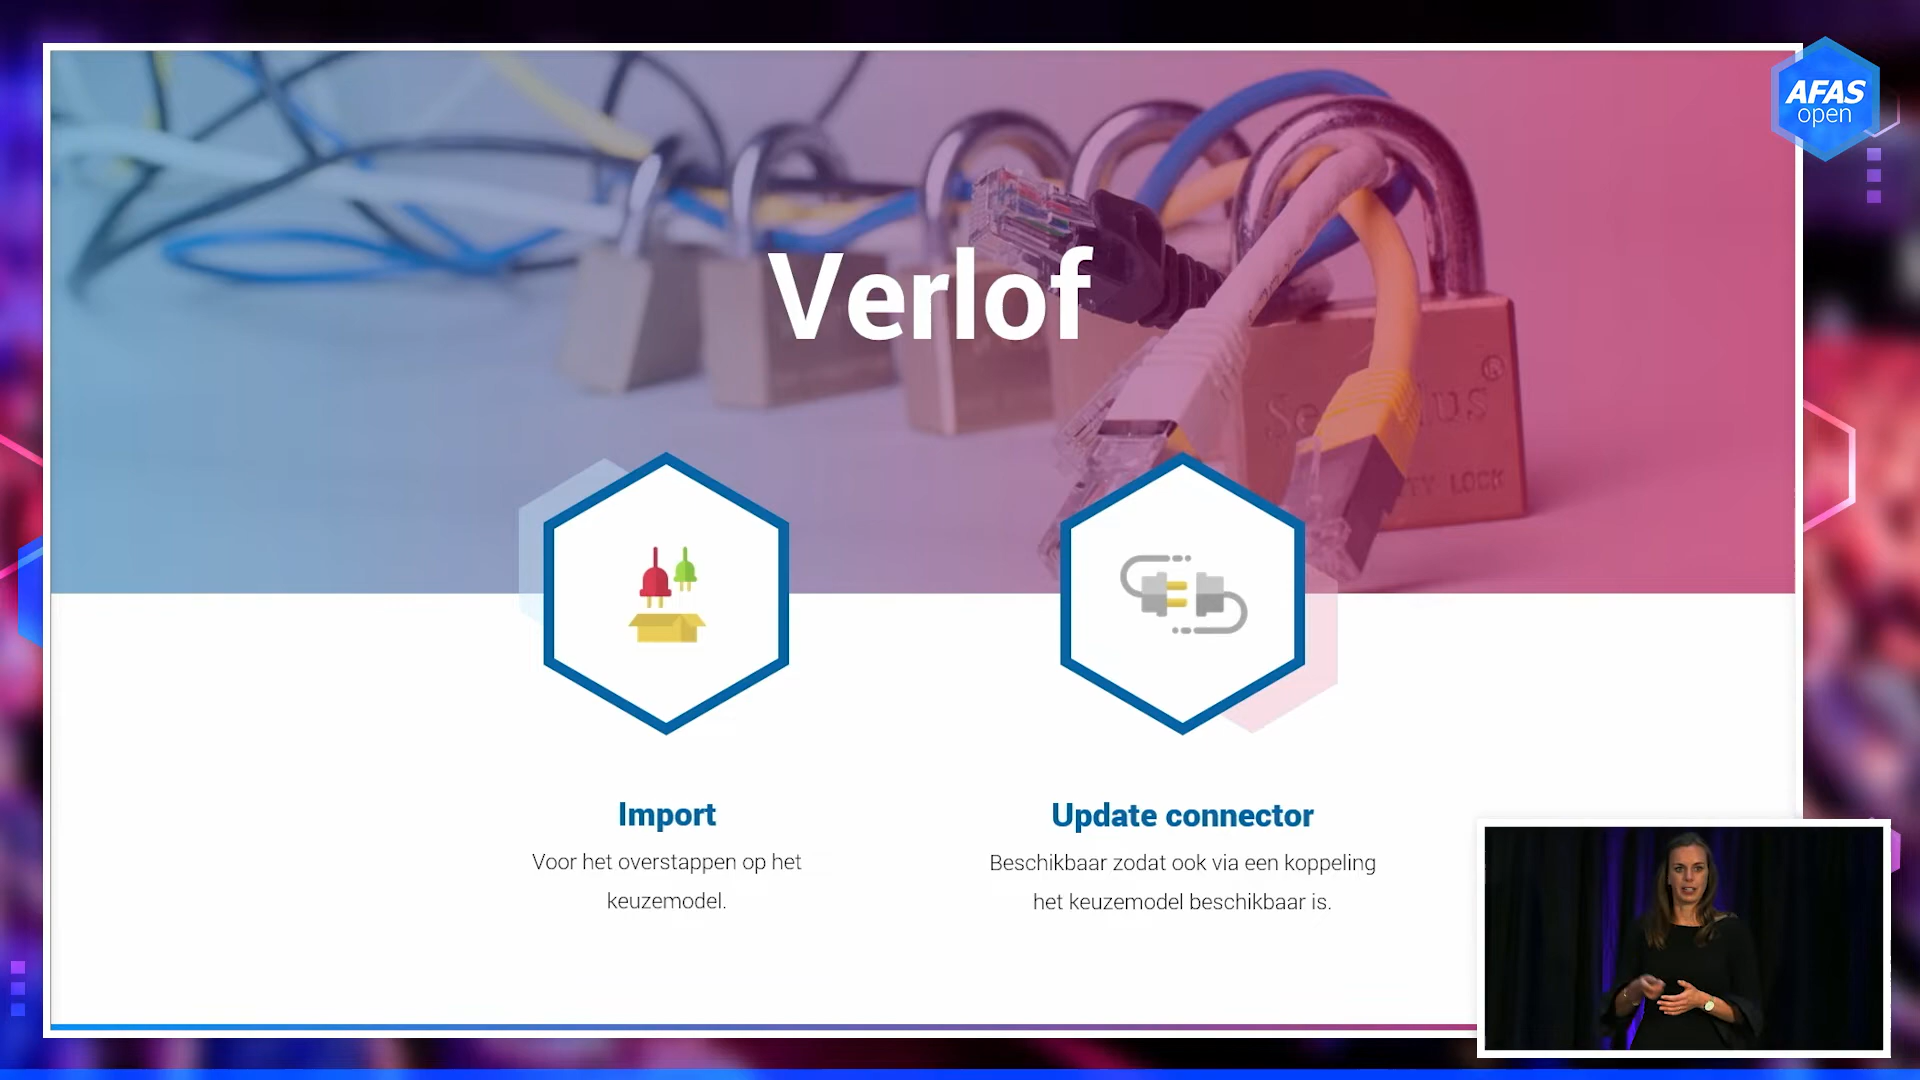 AFAS
open
Verlof
LOCK
Import
Update connector
Voor het overstappen op het
keuzemodel.
Beschikbaar zodat ook via een koppeling
het keuzemodel beschikbaar is.